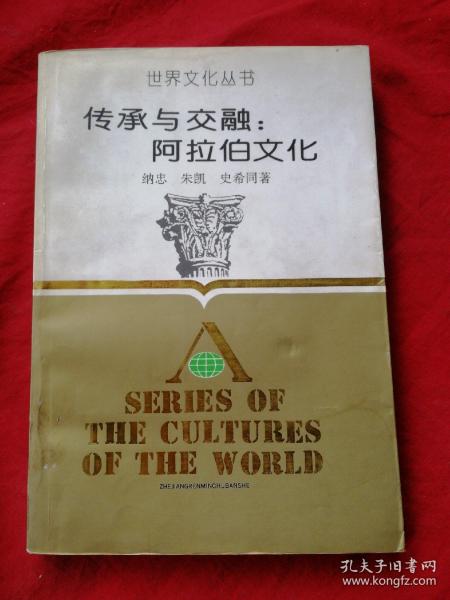 世界文化丛书
传承与交融：
阿拉伯文化
纳忠 朱凯 史希同著
A
SERIES OF
THE CULTURES
OF THE WORLD
ZHEJIANGRENMINCHUBANSHE
孔夫子旧书网
www.kongfz.com